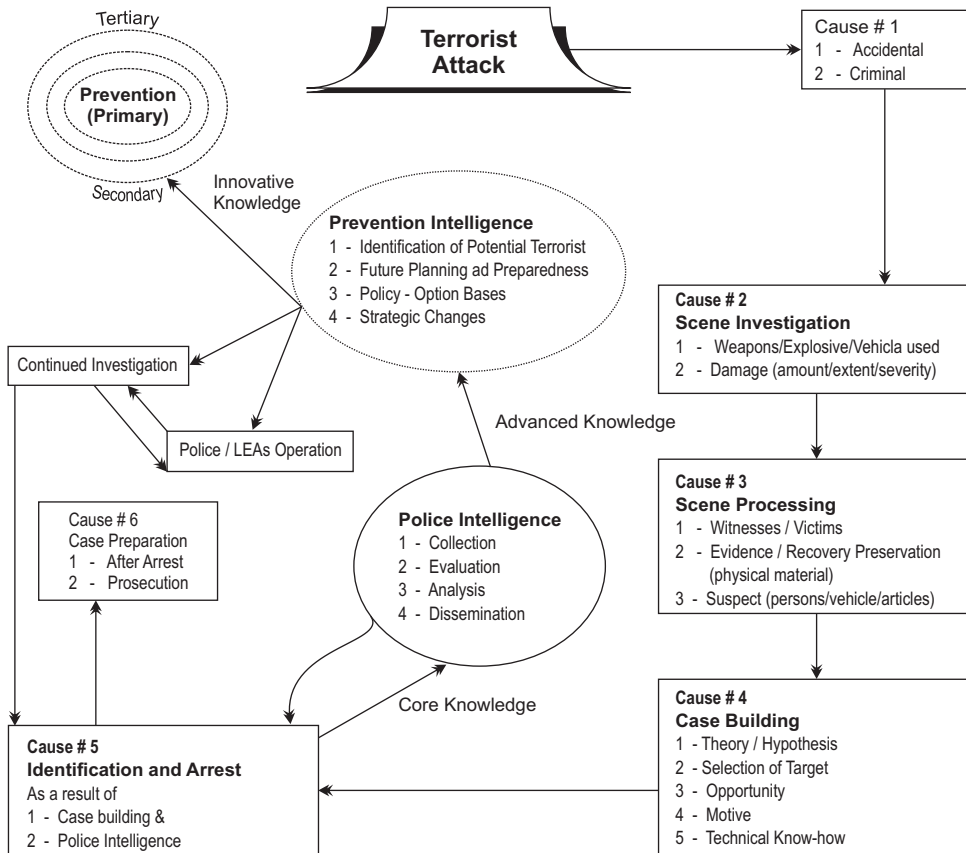 Tertiary
Prevention
(Primary)
Secondary
Terrorist
Attack
Cause # 1
1 - Accidental
2 - Criminal
Innovative
Knowledge
Prevention Intelligence
1 - Identification of Potential Terrorist
2 - Future Planning ad Preparedness
3 - Policy - Option Bases
4 - Strategic Changes
Cause # 2
Scene Investigation
1 - Weapons/Explosive/Vehicla used
2 - Damage (amount/extent/severity)
Continued Investigation
Police / LEAs Operation
Advanced Knowledge
Cause # 3
Scene Processing
1 - Witnesses / Victims
2 - Evidence / Recovery Preservation
(physical material)
3 - Suspect (persons/vehicle/articles)
Police Intelligence
1 - Collection
2 - Evaluation
3 - Analysis
4 - Dissemination
Cause # 6
Case Preparation
1 - After Arrest
2 - Prosecution
Core Knowledge
Cause # 4
Case Building
1 - Theory / Hypothesis
2 - Selection of Target
3 - Opportunity
4 - Motive
5 - Technical Know-how
Cause # 5
Identification and Arrest
As a result of
1 - Case building &
2 - Police Intelligence